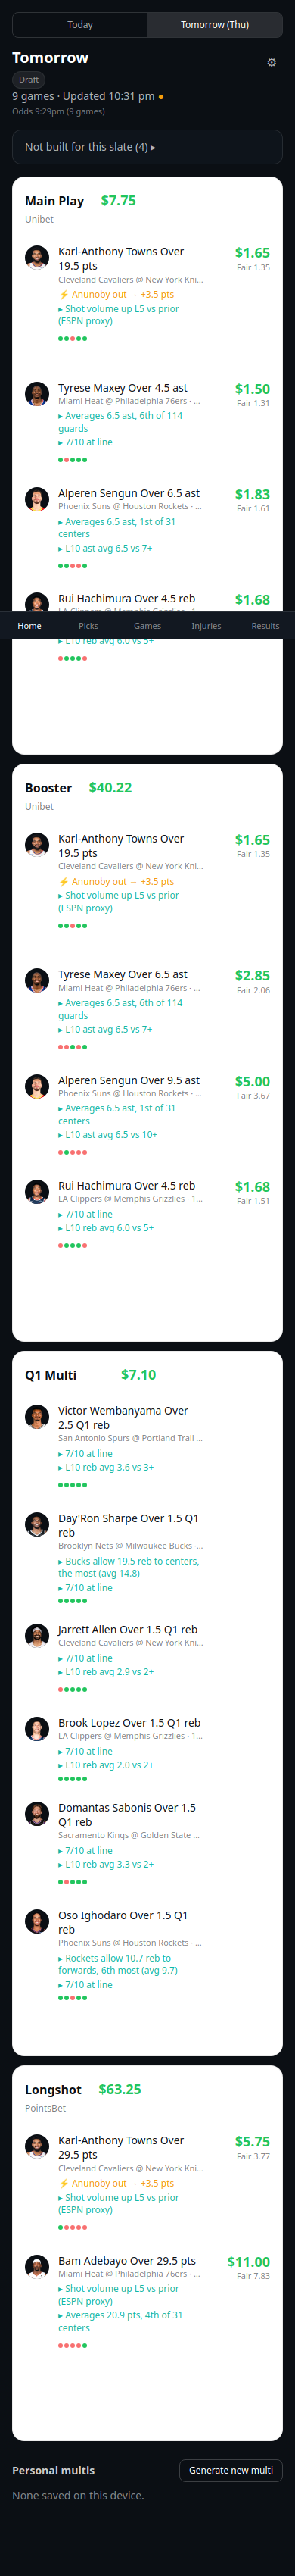 Today
Tomorrow (Thu)
Tomorrow
⚙
Draft
9 games · Updated 10:31 pm
Odds 9:29pm (9 games)
Not built for this slate (4) ▸
Main Play $7.75
Unibet
Karl-Anthony Towns Over
19.5 pts
$1.65
Fair 1.35
Cleveland Cavaliers @ New York Kni...
⚡ Anunoby out → +3.5 pts
▸ Shot volume up L5 vs prior
(ESPN proxy)
Tyrese Maxey Over 4.5 ast
$1.50
Miami Heat @ Philadelphia 76ers · ...
Fair 1.31
▸ Averages 6.5 ast, 6th of 114
guards
▸ 7/10 at line
Alperen Sengun Over 6.5 ast
$1.83
Phoenix Suns @ Houston Rockets · ...
Fair 1.61
▸ Averages 6.5 ast, 1st of 31
centers
▸ L10 ast avg 6.5 vs 7+
Rui Hachimura Over 4.5 reb
$1.68
LA Clippers @ Memphis Grizzlies · 1...
Home
Picks
Games
Injuries
Results
▸ L10 reb avg 6.0 vs 5+
Booster $40.22
Unibet
Karl-Anthony Towns Over
19.5 pts
$1.65
Fair 1.35
Cleveland Cavaliers @ New York Kni...
⚡ Anunoby out → +3.5 pts
▸ Shot volume up L5 vs prior
(ESPN proxy)
Tyrese Maxey Over 6.5 ast
$2.85
Miami Heat @ Philadelphia 76ers · ...
Fair 2.06
▸ Averages 6.5 ast, 6th of 114
guards
▸ L10 ast avg 6.5 vs 7+
Alperen Sengun Over 9.5 ast
$5.00
Phoenix Suns @ Houston Rockets · ...
Fair 3.67
▸ Averages 6.5 ast, 1st of 31
centers
▸ L10 ast avg 6.5 vs 10+
Rui Hachimura Over 4.5 reb
$1.68
LA Clippers @ Memphis Grizzlies · 1...
Fair 1.51
▸ 7/10 at line
▸ L10 reb avg 6.0 vs 5+
Q1 Multi $7.10
Victor Wembanyama Over
2.5 Q1 reb
San Antonio Spurs @ Portland Trail ...
▸ 7/10 at line
▸ L10 reb avg 3.6 vs 3+
Day'Ron Sharpe Over 1.5 Q1
reb
Brooklyn Nets @ Milwaukee Bucks ·...
▸ Bucks allow 19.5 reb to centers,
the most (avg 14.8)
▸ 7/10 at line
Jarrett Allen Over 1.5 Q1 reb
Cleveland Cavaliers @ New York Kni...
▸ 7/10 at line
▸ L10 reb avg 2.9 vs 2+
Brook Lopez Over 1.5 Q1 reb
LA Clippers @ Memphis Grizzlies · 1...
▸ 7/10 at line
▸ L10 reb avg 2.0 vs 2+
Domantas Sabonis Over 1.5
Q1 reb
Sacramento Kings @ Golden State ...
▸ 7/10 at line
▸ L10 reb avg 3.3 vs 2+
Oso Ighodaro Over 1.5 Q1
reb
Phoenix Suns @ Houston Rockets · ...
▸ Rockets allow 10.7 reb to
forwards, 6th most (avg 9.7)
▸ 7/10 at line
Longshot $63.25
PointsBet
Karl-Anthony Towns Over
29.5 pts
$5.75
Fair 3.77
Cleveland Cavaliers @ New York Kni...
⚡ Anunoby out → +3.5 pts
▸ Shot volume up L5 vs prior
(ESPN proxy)
Bam Adebayo Over 29.5 pts
$11.00
Miami Heat @ Philadelphia 76ers · ...
Fair 7.83
▸ Shot volume up L5 vs prior
(ESPN proxy)
▸ Averages 20.9 pts, 4th of 31
centers
Personal multis
Generate new multi
None saved on this device.